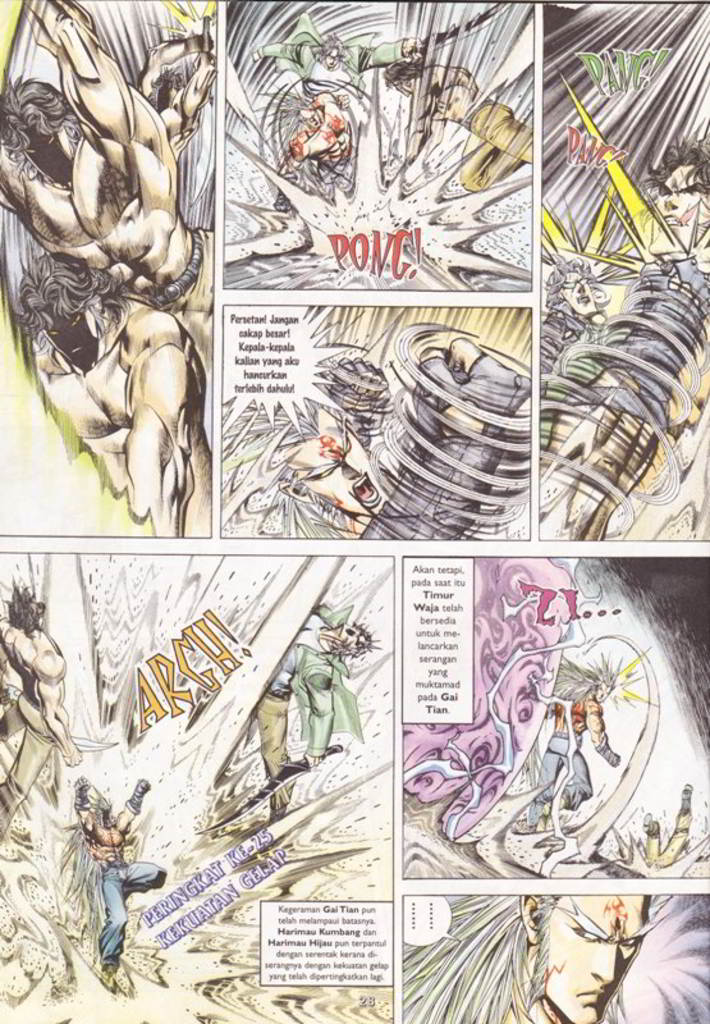 PONG!
PANG!
PANG!
Persetan! Jangan
cakap besar!
Kepala-kepala
kalian yang aku
hancurkan
terlebih dahulu!
ARGH!
PERINGKAT KE-25
KEKUATAN GELAP
Kegeraman Gai Tian pun
telah melampaui batasnya.
Harimau Kumbang dan
Harimau Hijau pun terpantul
dengan serentak kerana di-
serangnya dengan kekuatan gelap
yang telah dipertingkatkan lagi.
Akan tetapi,
pada saat itu
Timur
Waja telah
bersedia
untuk me-
lancarkan
serangan
yang
muktamad
pada Gai
Tian.
ZA....
28